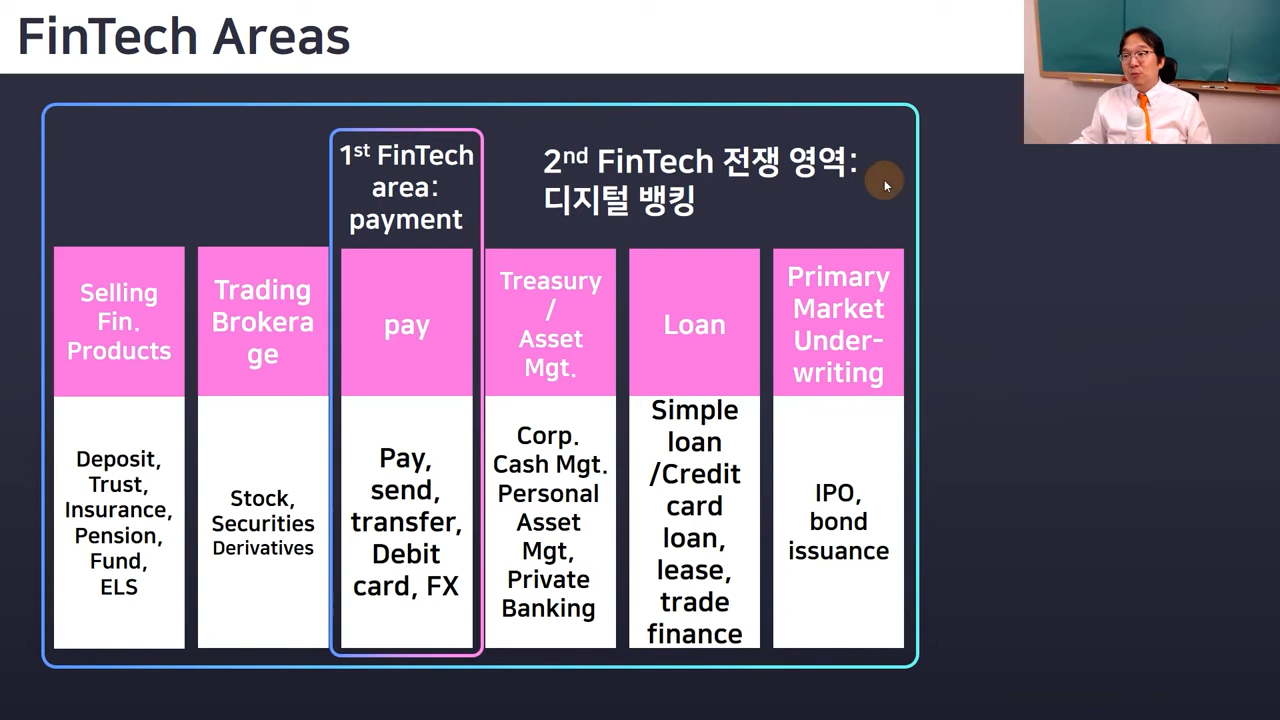 FinTech Areas
1st FinTech
area:
payment
2nd FinTech 전쟁 영역:
디지털 뱅킹
Selling
Fin.
Products
Trading
Brokera
ge
pay
Treasury
/
Asset
Mgt.
Loan
Primary
Market
Under-
writing
Deposit,
Trust,
Insurance,
Pension,
Fund,
ELS
Stock,
Securities
Derivatives
Pay,
send,
transfer,
Debit
card, FX
Corp.
Cash Mgt.
Personal
Asset
Mgt,
Private
Banking
Simple
loan
/Credit
card
loan,
lease,
trade
finance
IPO,
bond
issuance